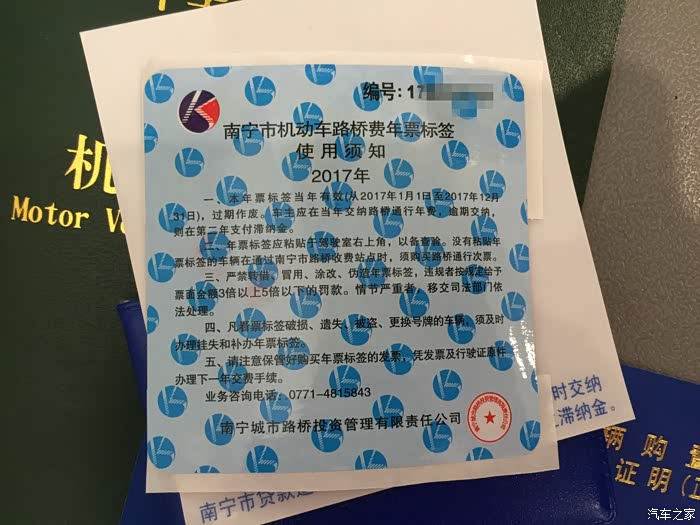 机
Motor V
编号:17
南宁市机动车路桥费年票标签
使用须知
2017年
一、本年票标签当年有效(从2017年1月1日至2017年12月
31日)，过期作废。车主应在当年交纳路桥通行年费，逾期交纳，
则在第二年支付滞纳金。
二、年票标签应粘贴于驾驶室右上角，以备查验。没有粘贴年
票标签的车辆在通过南宁市路桥收费站点时，须购买路桥通行次票。
三、严禁转借、冒用、涂改、伪造年票标签，违规者按规定给予
票面金额3倍以上5倍以下的罚款。情节严重者，移交司法部门依
法处理。
四、凡看票标签破损、遗失、被盗、更换号牌的车辆，须及时
办理挂失和补办年票标签。
五、请注意保管好购买年票标签的发票，凭发票及行驶证原件
办理下一年交费手续。
业务咨询电话：0771-4815843
南宁城市路桥投资管理有限责任公司
时交纳
滞纳金。
南宁市贷款
辆购置
证明(正
汽车之家